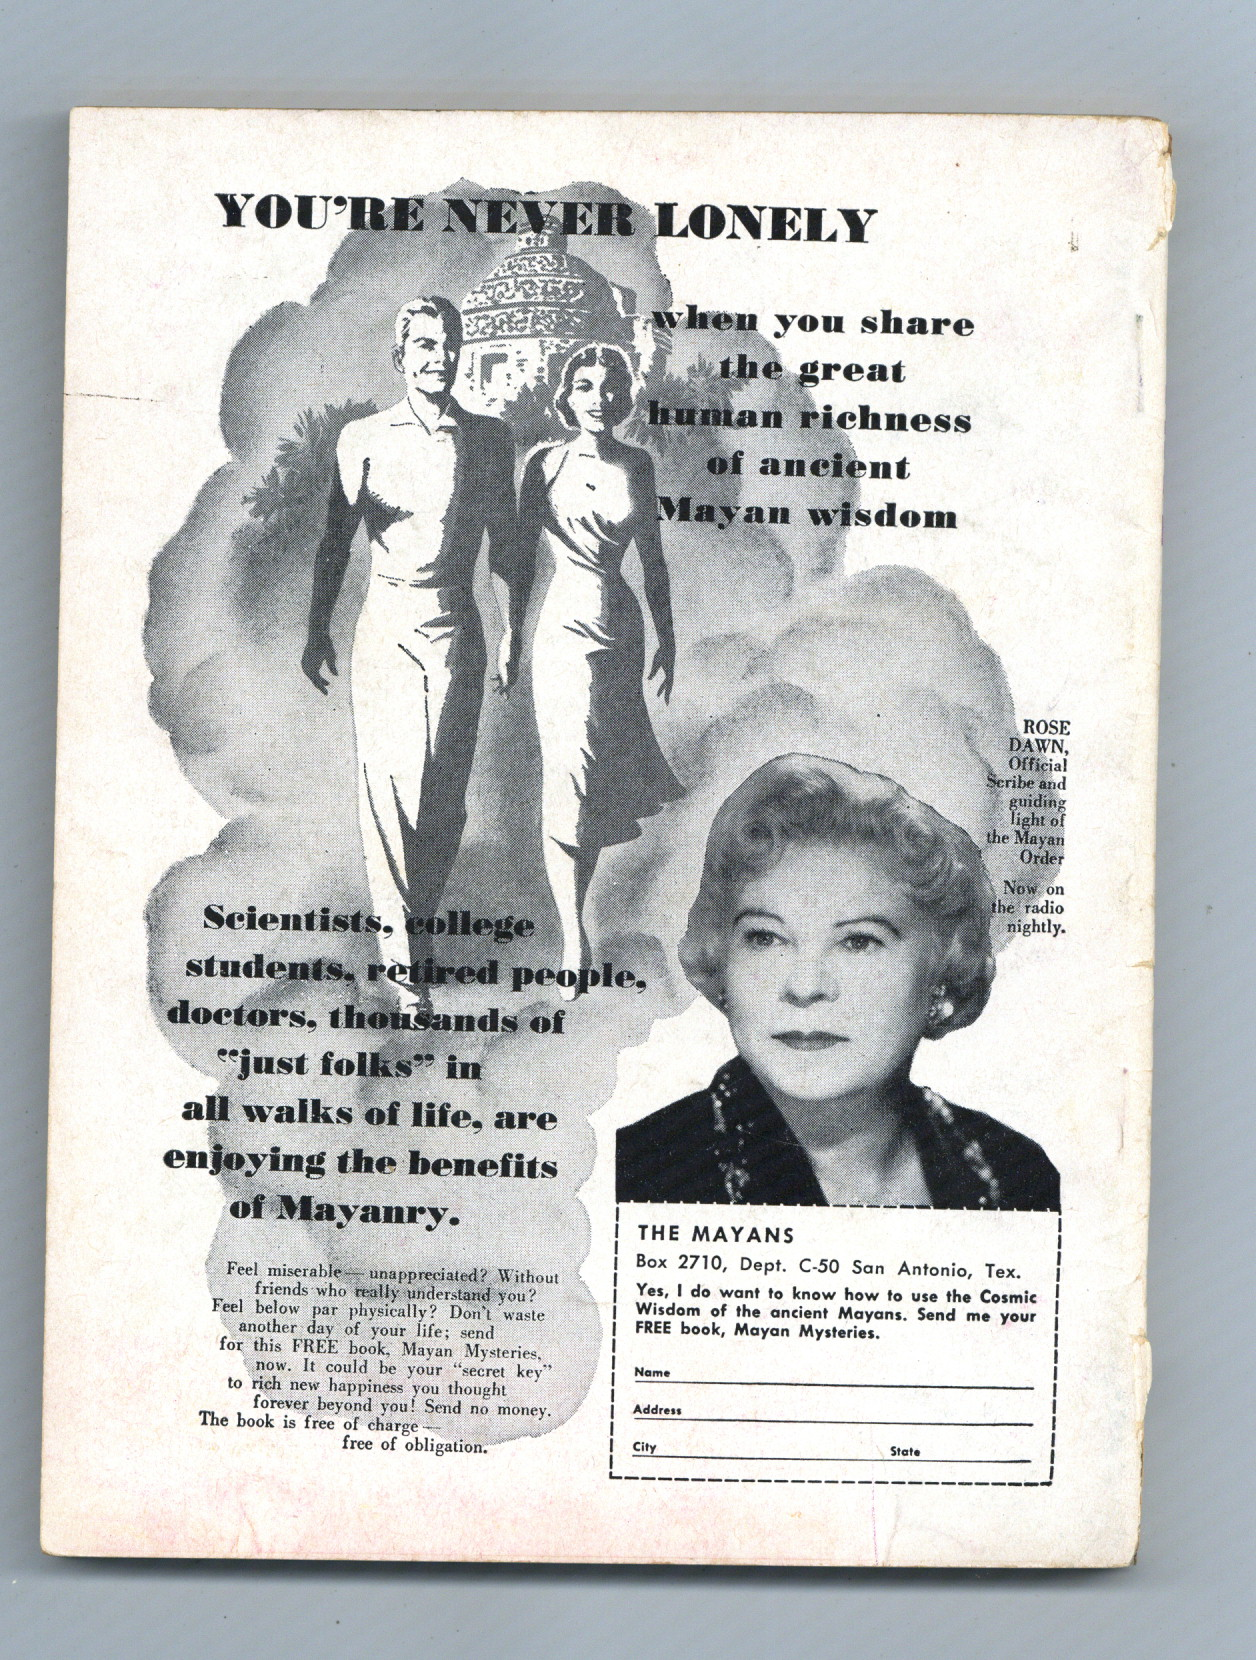 YOU'RE NEVER LONELY
when you share
the great
human richness
of ancient
Mayan wisdom
ROSE
DAWN,
Official
Scribe and
guiding
light of
the Mayan
Order
Now on
the radio
nightly.
Scientists, college
students, retired people,
doctors, thousands of
“just folks” in
all walks of life, are
enjoying the benefits
of Mayanry.
Feel miserable — unappreciated? Without
friends who really understand you?
Feel below par physically? Don't waste
another day of your life; send
for this FREE book, Mayan Mysteries,
now. It could be your “secret key”
to rich new happiness you thought
forever beyond you! Send no money.
The book is free of charge —
free of obligation.
THE MAYANS
Box 2710, Dept. C-50 San Antonio, Tex.
Yes, I do want to know how to use the Cosmic
Wisdom of the ancient Mayans. Send me your
FREE book, Mayan Mysteries.
Name
Address
City State